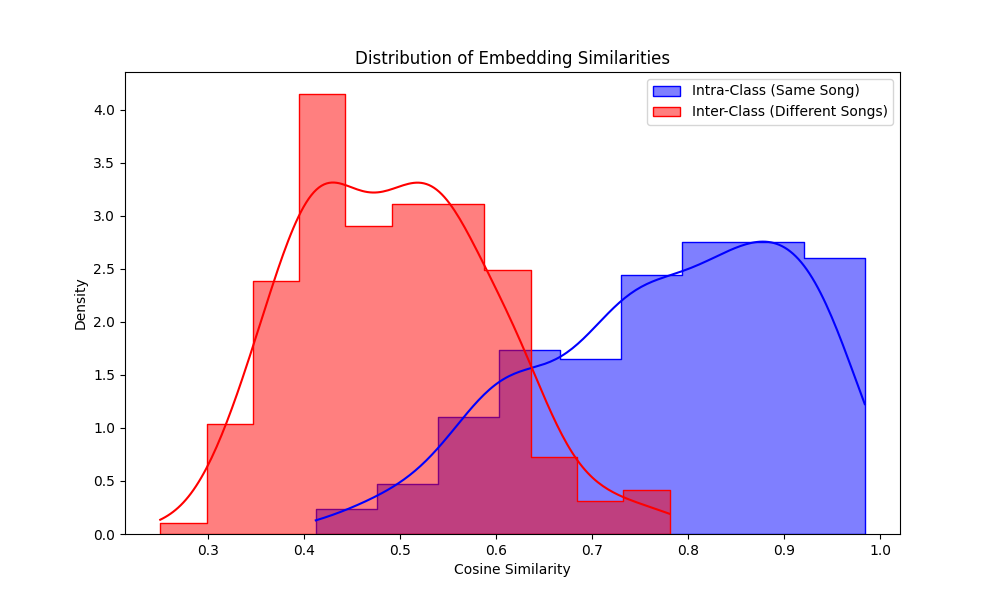 Distribution of Embedding Similarities
Intra-Class (Same Song)
Inter-Class (Different Songs)
Density
4.0
3.5
3.0
2.5
2.0
1.5
1.0
0.5
0.0
0.3 0.4 0.5 0.6 0.7 0.8 0.9 1.0
Cosine Similarity